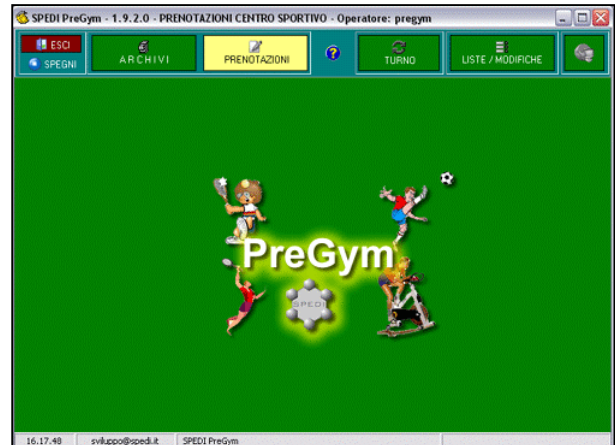 SPEDI PreGym - 1.9.2.0 - PRENOTAZIONI CENTRO SPORTIVO - Operatore: pregym
ESCI
SPEGNI
ARCHIVI
PRENOTAZIONI
?
TURNO
LISTE / MODIFICHE
PreGym
SPEDI
16.17.48 sviluppo@spedi.it SPEDI PreGym